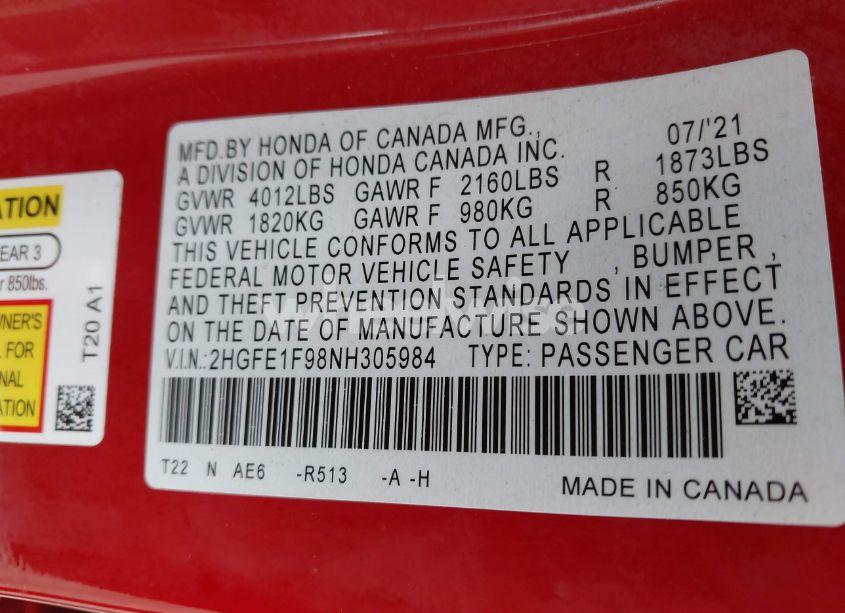 MFD.BY HONDA OF CANADA MFG., 07/'21
A DIVISION OF HONDA CANADA INC.
GVWR 4012LBS GAWR F 2160LBS R 1873LBS
GVWR 1820KG GAWR F 980KG R 850KG
THIS VEHICLE CONFORMS TO ALL APPLICABLE
FEDERAL MOTOR VEHICLE SAFETY , BUMPER ,
AND THEFT PREVENTION STANDARDS IN EFFECT
ON THE DATE OF MANUFACTURE SHOWN ABOVE.
V.I.N.: 2HGFE1F98NH305984 TYPE: PASSENGER CAR
T22 N AE6 -R513 -A -H
MADE IN CANADA
ATION
EAR 3
850lbs.
NER'S
FOR
NAL
ATION
T20 A1